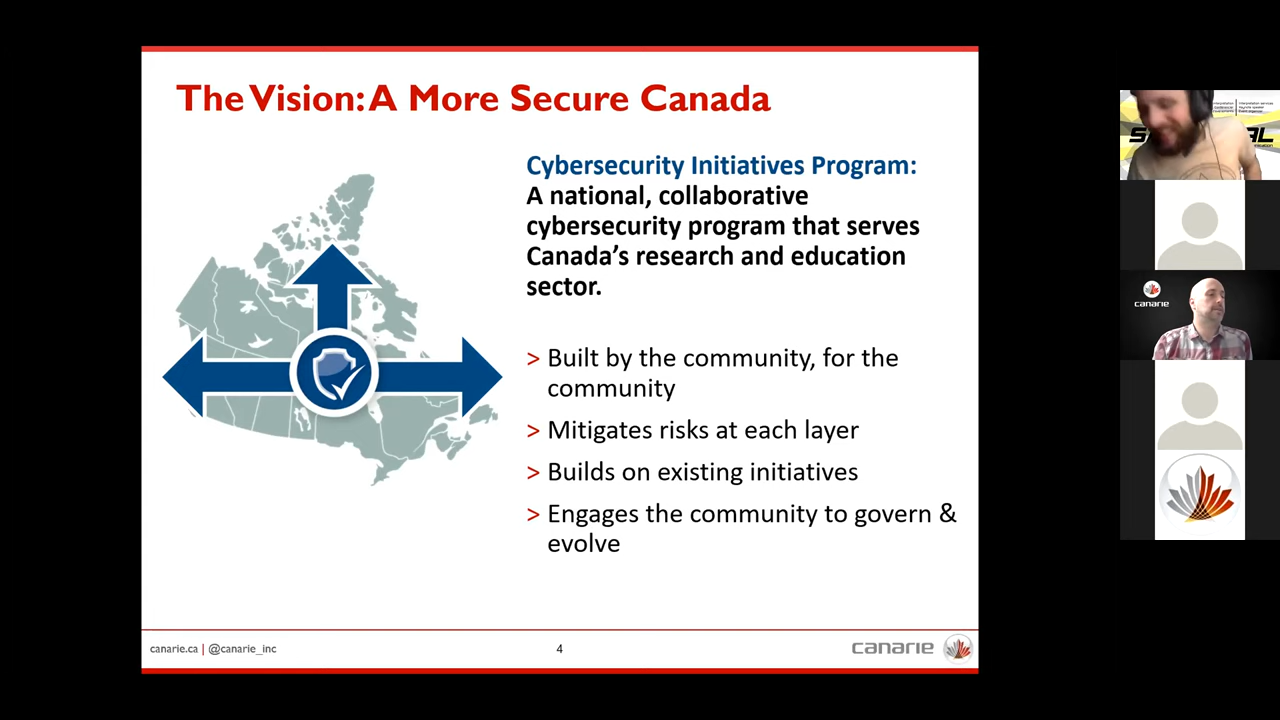 The Vision: A More Secure Canada
Cybersecurity Initiatives Program:
A national, collaborative
cybersecurity program that serves
Canada’s research and education
sector.
> Built by the community, for the
community
> Mitigates risks at each layer
> Builds on existing initiatives
> Engages the community to govern &
evolve
canarie.ca | @canarie_inc
4
canarie
canarie